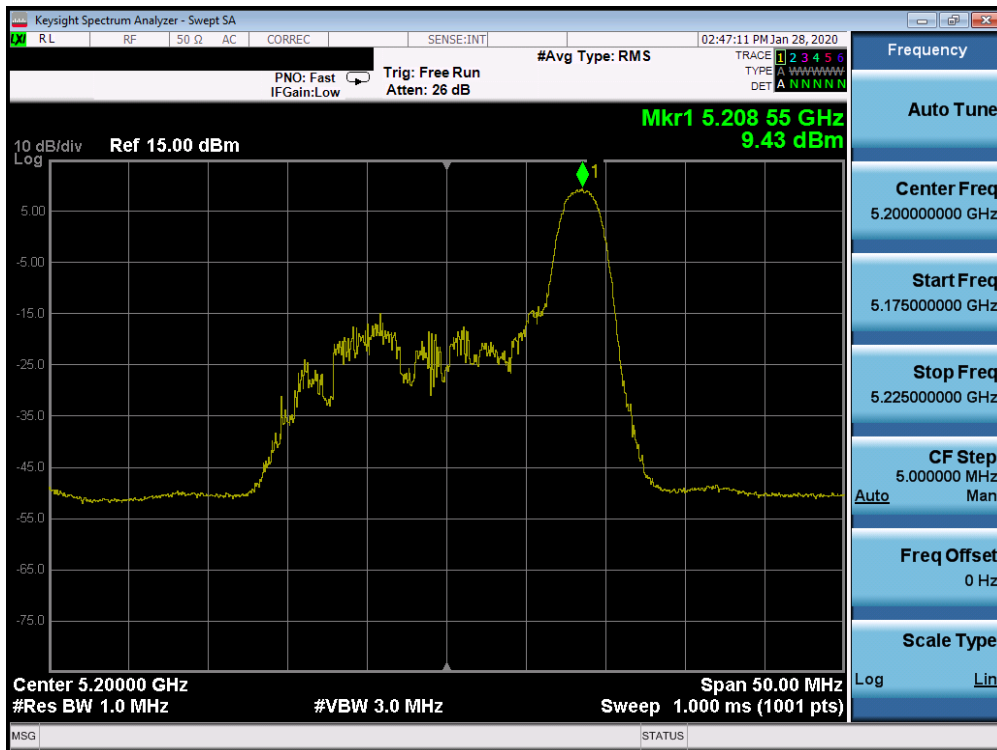 Keysight Spectrum Analyzer - Swept SA
LXI RL RF 50 Ω AC CORREC SENSE:INT 02:47:11 PM Jan 28, 2020
#Avg Type: RMS
TRACE 1 2 3 4 5 6
PNO: Fast Trig: Free Run
TYPE A WWWWW
IFGain:Low Atten: 26 dB
DET A N N N N N
Mkr1 5.208 55 GHz
9.43 dBm
10 dB/div Ref 15.00 dBm
Log
1
5.00
-5.00
-15.0
-25.0
-35.0
-45.0
-55.0
-65.0
-75.0
Center 5.20000 GHz Span 50.00 MHz
#Res BW 1.0 MHz #VBW 3.0 MHz Sweep 1.000 ms (1001 pts)
MSG STATUS
Frequency
Auto Tune
Center Freq
5.200000000 GHz
Start Freq
5.175000000 GHz
Stop Freq
5.225000000 GHz
CF Step
5.000000 MHz
Auto Man
Freq Offset
0 Hz
Scale Type
Log Lin